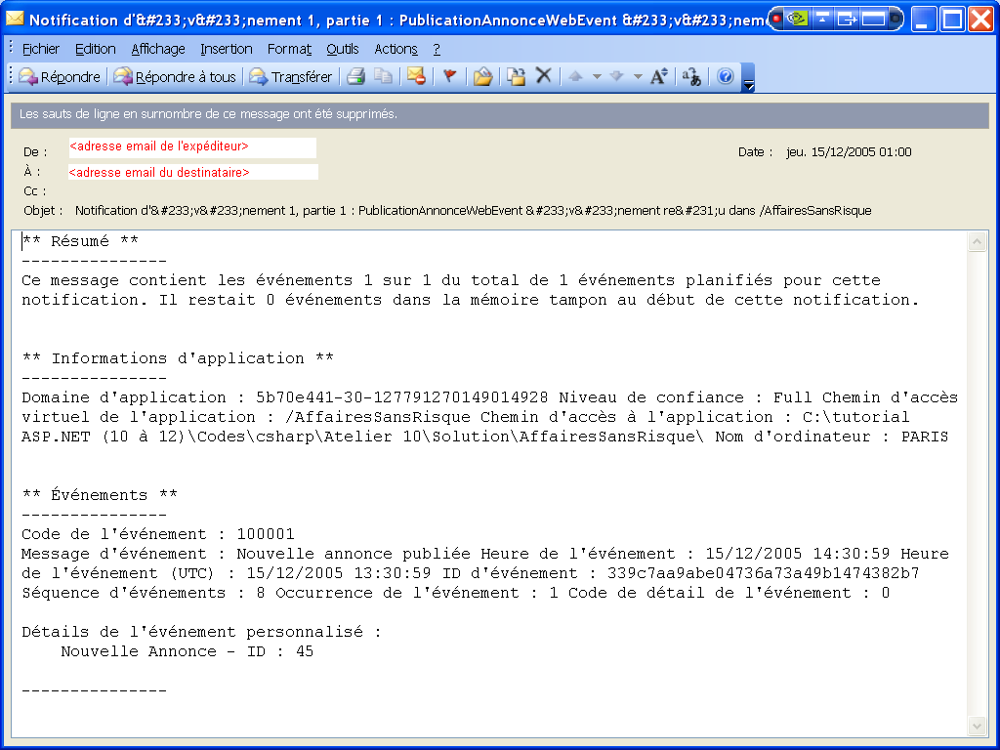 Notification d'&#233;v&#233;nement 1, partie 1 : PublicationAnnonceWebEvent &#233;v&#233;nem
Fichier Edition Affichage Insertion Format Outils Actions ?
Répondre Répondre à tous Transférer
Les sauts de ligne en surnombre de ce message ont été supprimés.
De : <adresse email de l'expéditeur> Date : jeu. 15/12/2005 01:00
À : <adresse email du destinataire>
Cc :
Objet : Notification d'&#233;v&#233;nement 1, partie 1 : PublicationAnnonceWebEvent &#233;v&#233;nement re&#231;u dans /AffairesSansRisque
** Résumé **
---------------
Ce message contient les événements 1 sur 1 du total de 1 événements planifiés pour cette
notification. Il restait 0 événements dans la mémoire tampon au début de cette notification.
** Informations d'application **
---------------
Domaine d'application : 5b70e441-30-127791270149014928 Niveau de confiance : Full Chemin d'accès
virtuel de l'application : /AffairesSansRisque Chemin d'accès à l'application : C:\tutorial
ASP.NET (10 à 12)\Codes\csharp\Atelier 10\Solution\AffairesSansRisque\ Nom d'ordinateur : PARIS
** Événements **
---------------
Code de l'événement : 100001
Message d'événement : Nouvelle annonce publiée Heure de l'événement : 15/12/2005 14:30:59 Heure
de l'événement (UTC) : 15/12/2005 13:30:59 ID d'événement : 339c7aa9abe04736a73a49b1474382b7
Séquence d'événements : 8 Occurrence de l'événement : 1 Code de détail de l'événement : 0
Détails de l'événement personnalisé :
Nouvelle Annonce - ID : 45
---------------